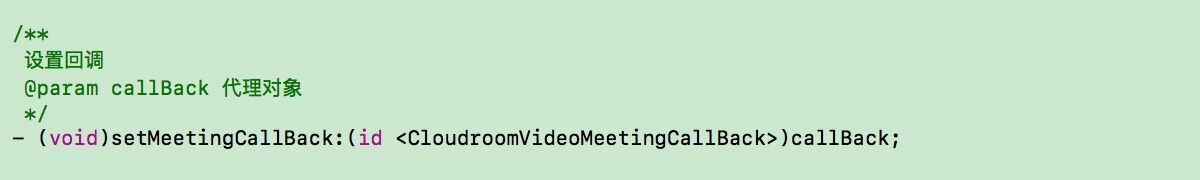 /**
 设置回调
 @param callBack 代理对象
 */
- (void)setMeetingCallBack:(id <CloudroomVideoMeetingCallBack>)callBack;